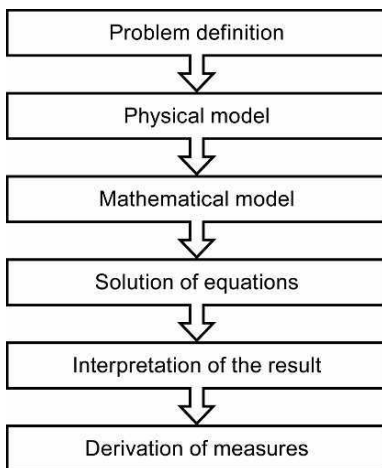 Problem definition
Physical model
Mathematical model
Solution of equations
Interpretation of the result
Derivation of measures